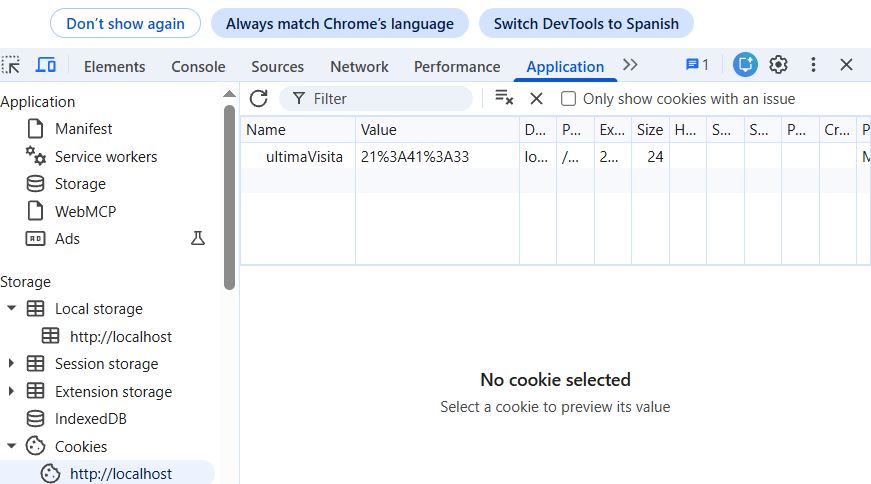 Don't show again Always match Chrome's language Switch DevTools to Spanish
Elements Console Sources Network Performance Application 1
Application
Manifest
Service workers
Storage
WebMCP
Ads
Storage
Local storage
http://localhost
Session storage
Extension storage
IndexedDB
Cookies
http://localhost
Filter Only show cookies with an issue
Name Value D... P... Ex... Size H... S... S... P... Cr... P
ultimaVisita 21%3A41%3A33 lo... /... 2... 24 M
No cookie selected
Select a cookie to preview its value